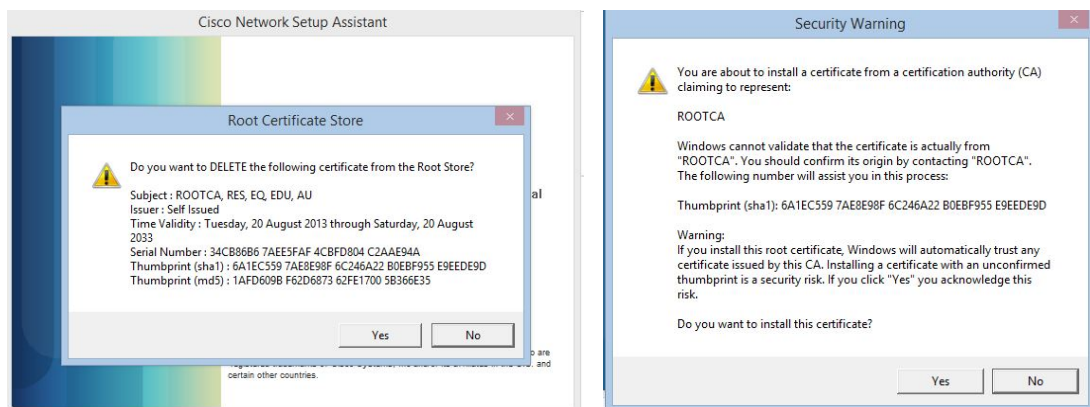 Cisco Network Setup Assistant
Root Certificate Store
Do you want to DELETE the following certificate from the Root Store?
Subject : ROOTCA, RES, EQ, EDU, AU
Issuer : Self Issued
Time Validity : Tuesday, 20 August 2013 through Saturday, 20 August
2033
Serial Number : 34CB86B6 7AEE5FAF 4CBFD804 C2AAE94A
Thumbprint (sha1) : 6A1EC559 7AE8E98F 6C246A22 B0EBF955 E9EEDE9D
Thumbprint (md5) : 1AFD609B F62D6873 62FE1700 5B366E35
Yes
No
al
o are
and
certain other countries.
Security Warning
You are about to install a certificate from a certification authority (CA)
claiming to represent:
ROOTCA
Windows cannot validate that the certificate is actually from
"ROOTCA". You should confirm its origin by contacting "ROOTCA".
The following number will assist you in this process:
Thumbprint (sha1): 6A1EC559 7AE8E98F 6C246A22 B0EBF955 E9EEDE9D
Warning:
If you install this root certificate, Windows will automatically trust any
certificate issued by this CA. Installing a certificate with an unconfirmed
thumbprint is a security risk. If you click "Yes" you acknowledge this
risk.
Do you want to install this certificate?
Yes
No